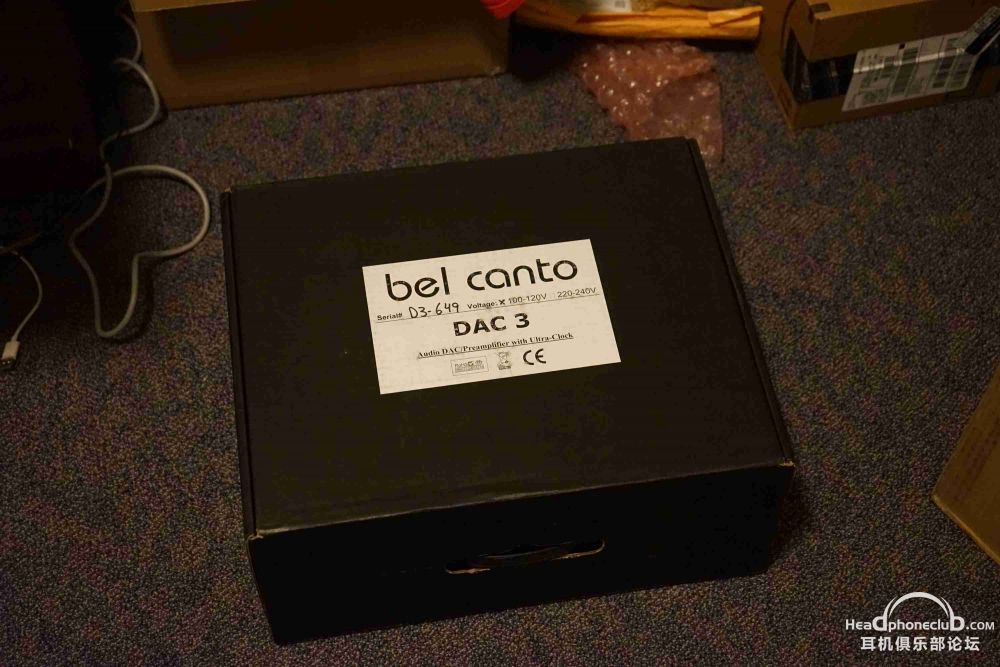 bel canto
Serial# D3-649 Voltage: X 100-120V 220-240V
DAC 3
Audio DAC/Preamplifier with Ultra-Clock
CE
HeadphonecluD.com
耳机俱乐部论坛